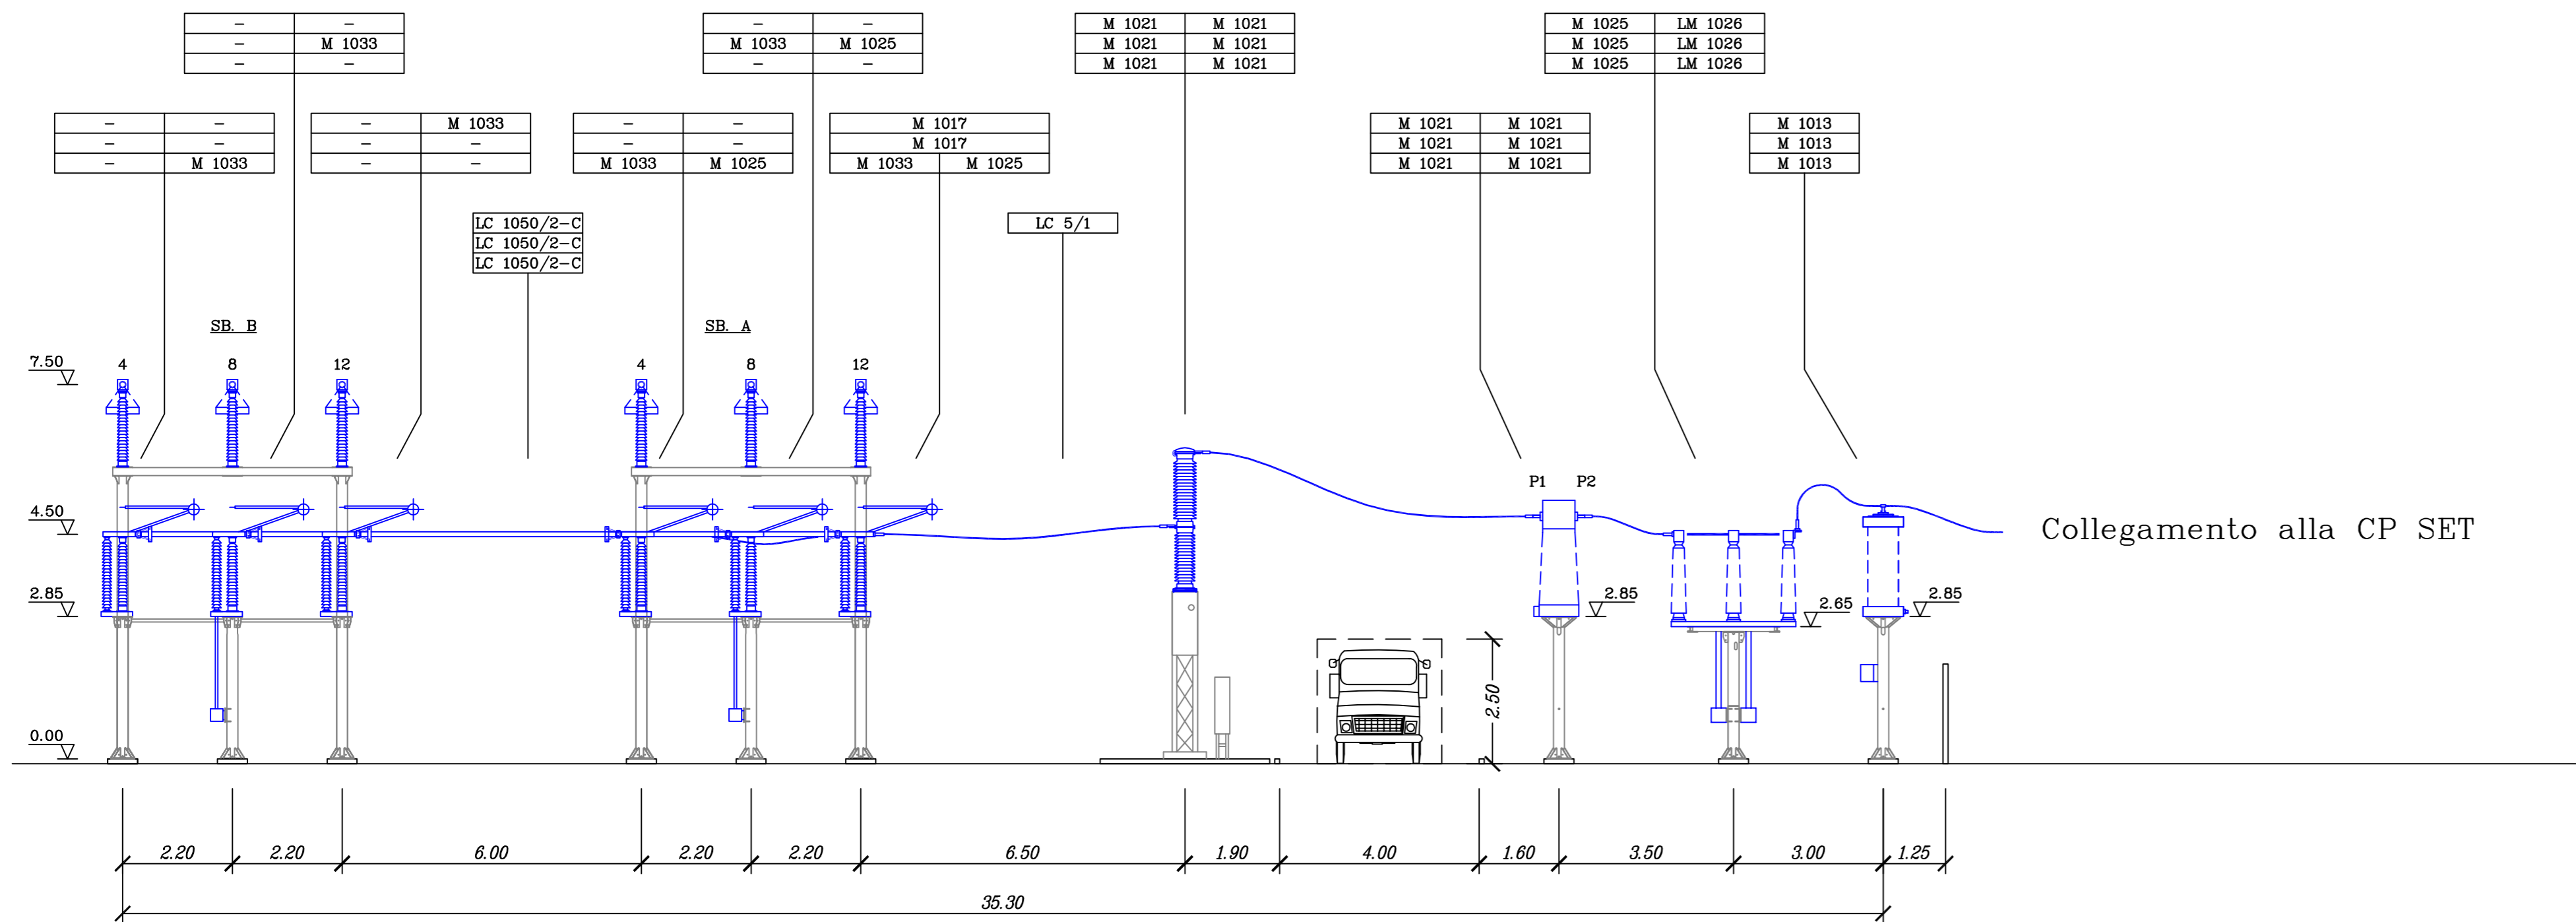 - -
- M 1033
- -
- -
M 1033 M 1025
- -
M 1021 M 1021
M 1021 M 1021
M 1021 M 1021
M 1025 LM 1026
M 1025 LM 1026
M 1025 LM 1026
- -
- -
- M 1033
- M 1033
- -
- -
- -
- -
M 1033 M 1025
M 1017
M 1017
M 1033 M 1025
M 1021 M 1021
M 1021 M 1021
M 1021 M 1021
M 1013
M 1013
M 1013
LC 1050/2-C
LC 1050/2-C
LC 1050/2-C
LC 5/1
SB. B
SB. A
7.50
4 8 12
4 8 12
P1 P2
4.50
Collegamento alla CP SET
2.85
2.85
2.65
2.85
2.50
0.00
2.20 2.20 6.00 2.20 2.20 6.50 1.90 4.00 1.60 3.50 3.00 1.25
35.30